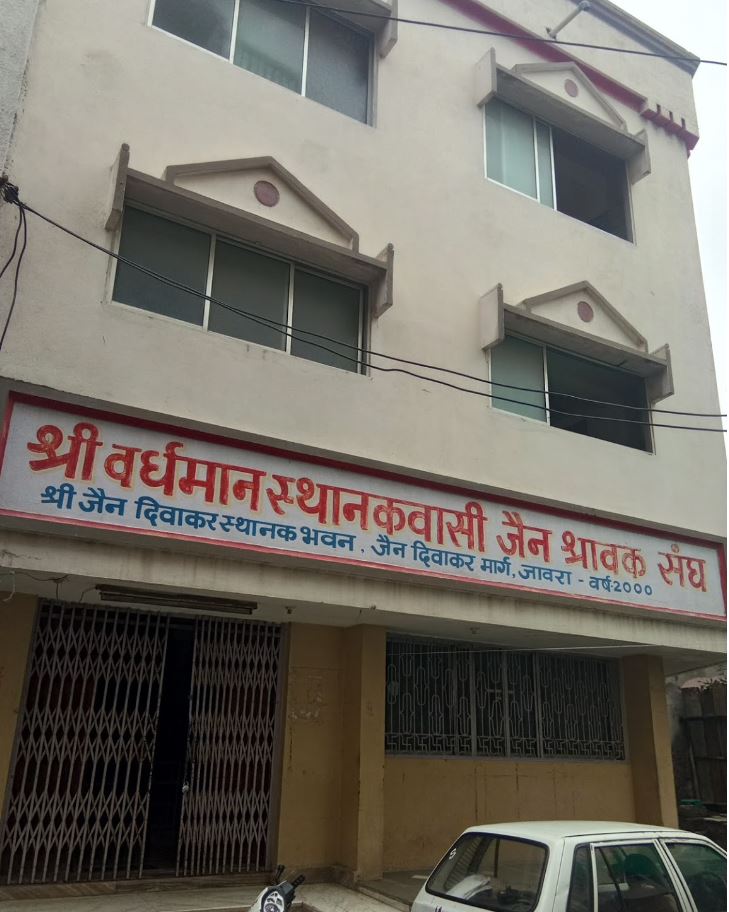 श्री वर्धमान स्थानकवासी जैन श्रावक संघ
श्री जैन दिवाकर स्थानक भवन, जैन दिवाकर मार्ग, जावरा - वर्ष-2000